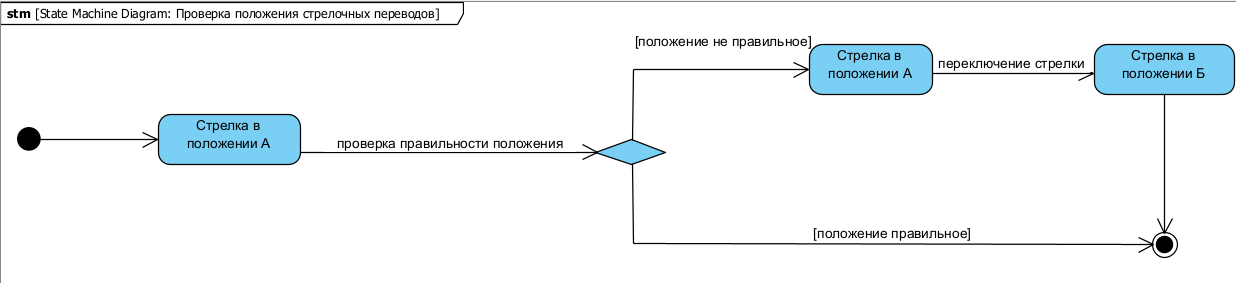 stm [State Machine Diagram: Проверка положения стрелочных переводов]
[положение не правильное]
Стрелка в
положении А
переключение стрелки
Стрелка в
положении Б
Стрелка в
положении А
проверка правильности положения
[положение правильное]